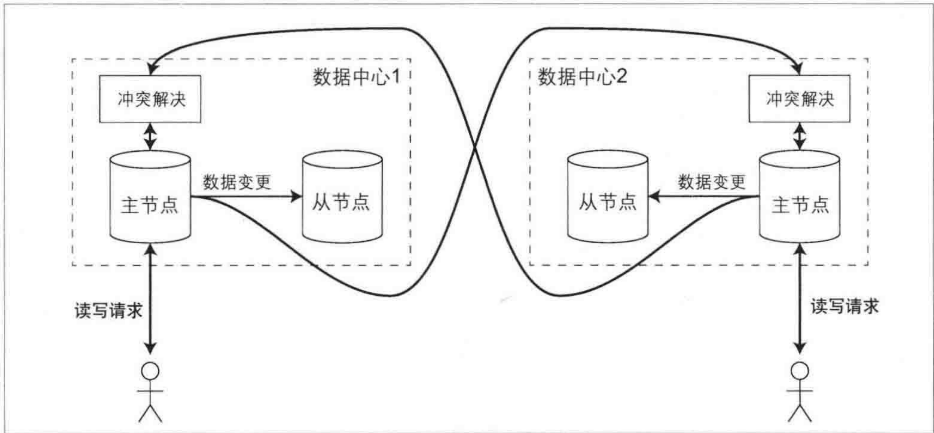 数据中心1
数据中心2
冲突解决
冲突解决
主节点
数据变更
从节点
从节点
数据变更
主节点
读写请求
读写请求